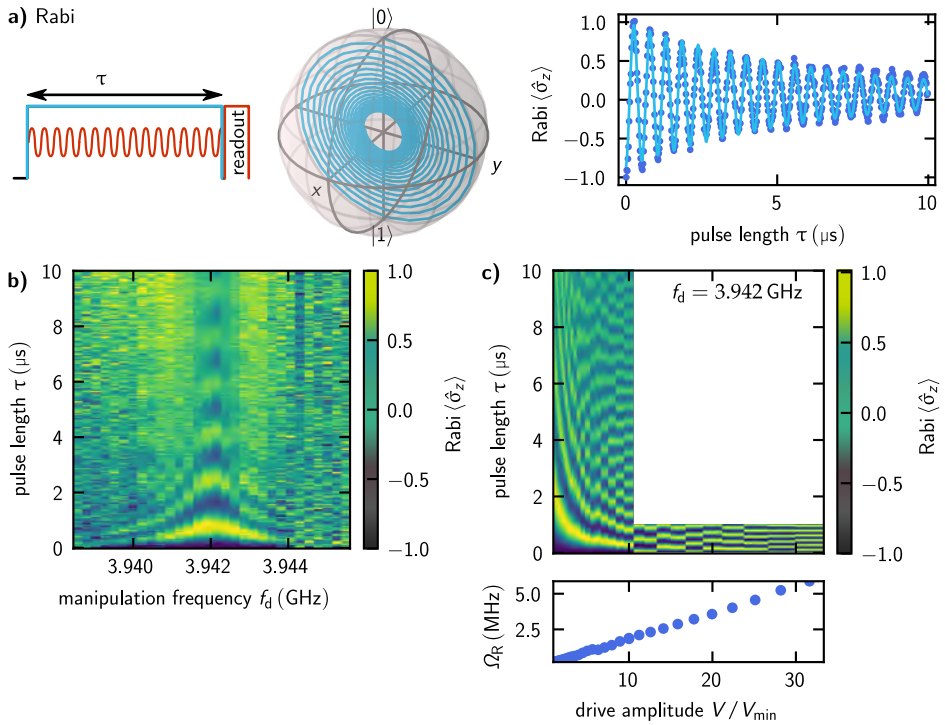 a) Rabi
τ
readout
|0⟩
x
y
|1⟩
Rabi ⟨σ̂z⟩
1.0
0.5
0.0
−0.5
−1.0
0
5
10
pulse length τ (μs)
b)
pulse length τ (μs)
10
8
6
4
2
0
3.940
3.942
3.944
manipulation frequency fd (GHz)
1.0
0.5
0.0
−0.5
−1.0
Rabi ⟨σ̂z⟩
c)
fd = 3.942 GHz
pulse length τ (μs)
10
8
6
4
2
0
1.0
0.5
0.0
−0.5
−1.0
Rabi ⟨σ̂z⟩
ΩR (MHz)
5.0
2.5
10
20
30
drive amplitude V / Vmin